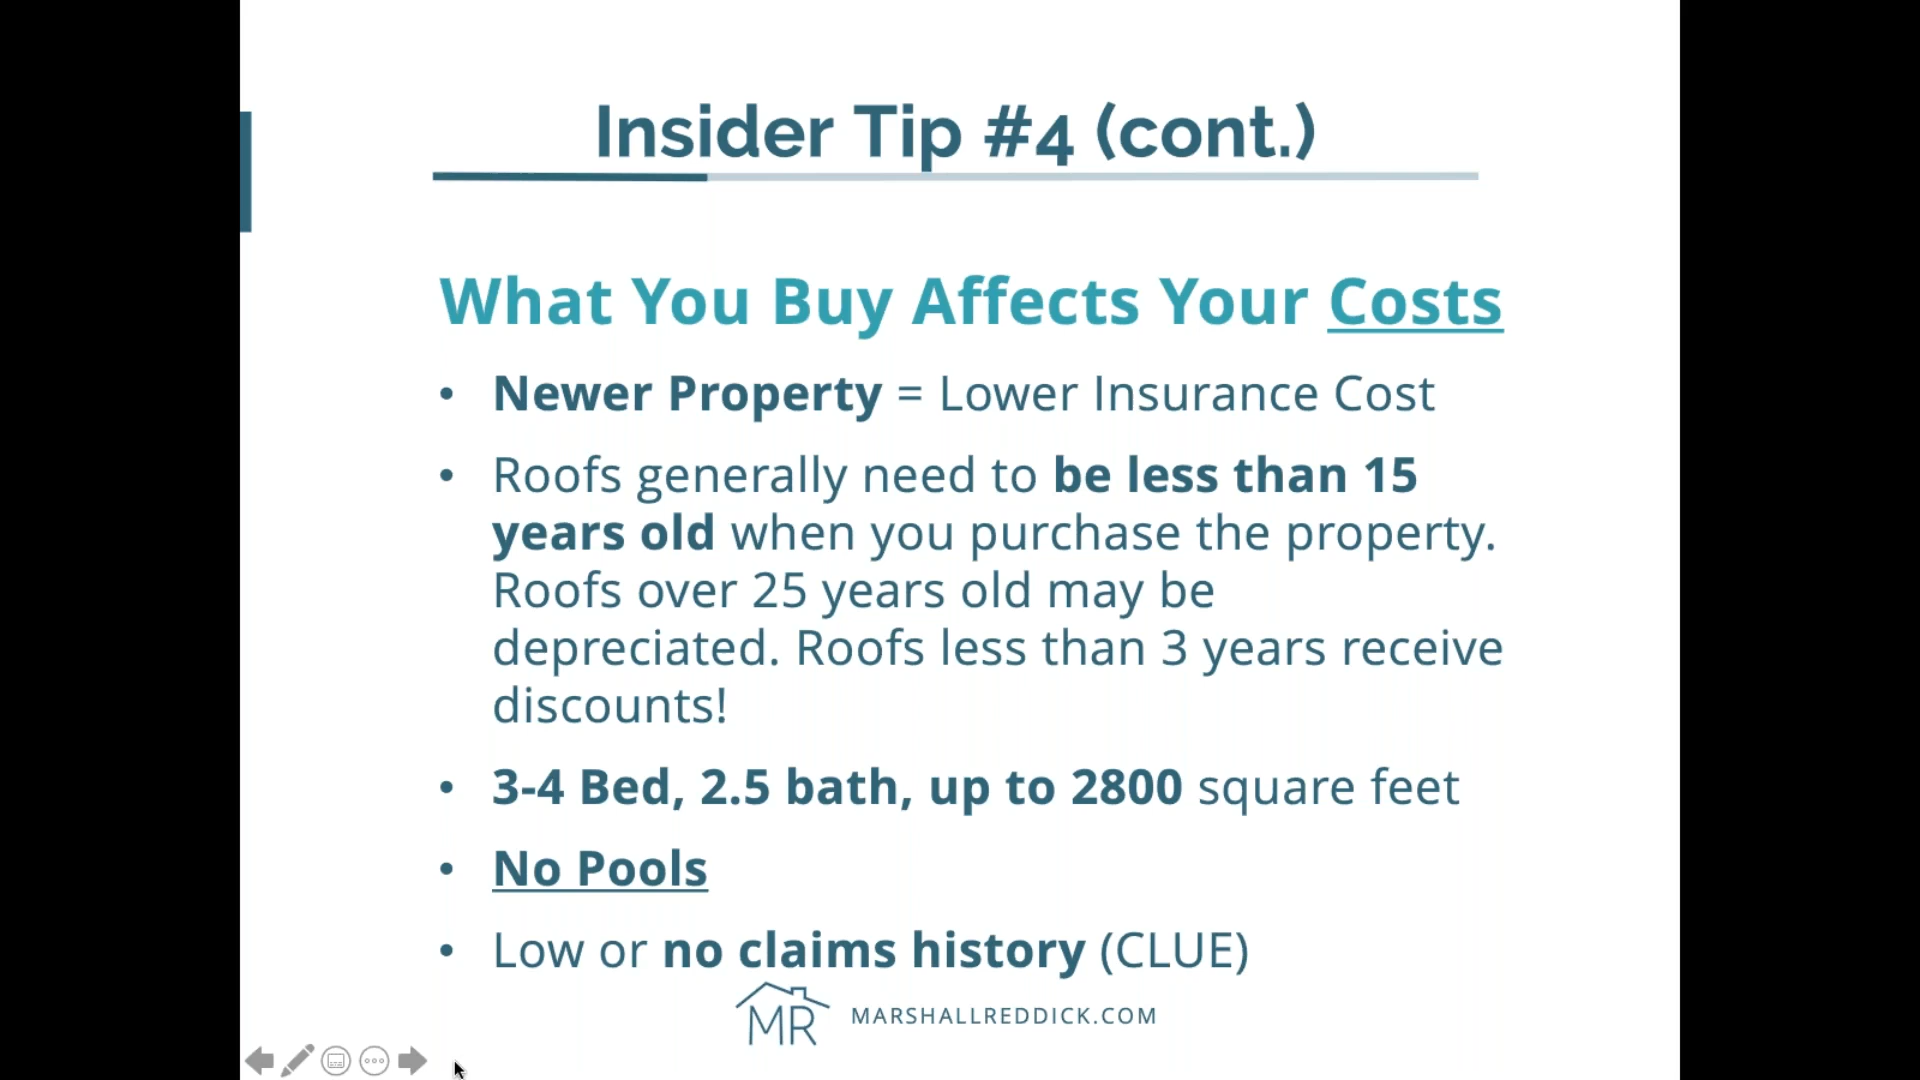 Insider Tip #4 (cont.)
What You Buy Affects Your Costs
• Newer Property = Lower Insurance Cost
• Roofs generally need to be less than 15
years old when you purchase the property.
Roofs over 25 years old may be
depreciated. Roofs less than 3 years receive
discounts!
• 3-4 Bed, 2.5 bath, up to 2800 square feet
• No Pools
• Low or no claims history (CLUE)
MR MARSHALLREDDICK.COM